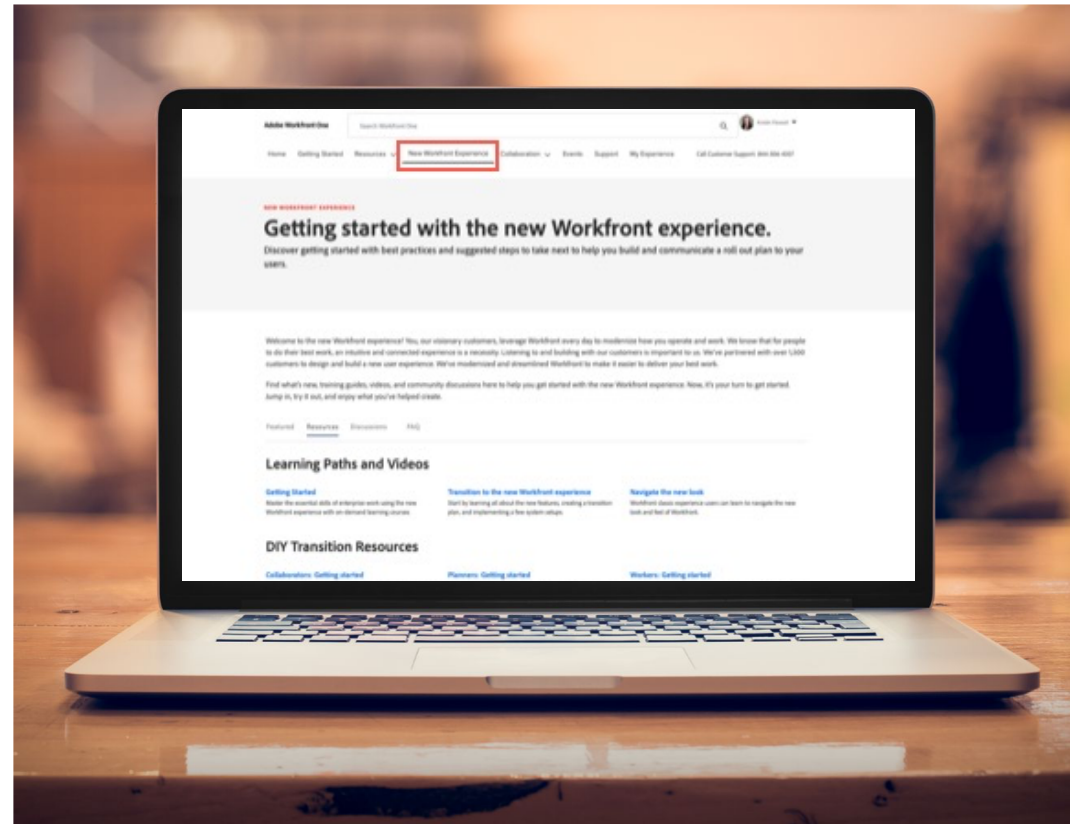 Adobe Workfront One
Search Workfront One
Home Getting Started Resources New Workfront Experience Collaboration Events Support My Experience Call Customer Support:
NEW WORKFRONT EXPERIENCE
Getting started with the new Workfront experience.
Discover getting started with best practices and suggested steps to take next to help you build and communicate a roll out plan to your
users.
Welcome to the new Workfront experience! You, our visionary customers, leverage Workfront every day to modernize how you operate and work. We know that for people
to do their best work, an intuitive and connected experience is a necessity. Listening to and building with our customers is important to us. We've partnered with over 1,000
customers to design and build a new user experience. We've modernized and streamlined Workfront to make it easier to deliver your best work.
Find what's new, training guides, videos, and community discussions here to help you get started with the new Workfront experience. Now, it's your turn to get started.
Jump in, try it out, and enjoy what you've helped create.
Featured Resources Discussions FAQ
Learning Paths and Videos
Getting Started Transition to the new Workfront experience Navigate the new look
Master the essential skills of enterprise work using the new Start by learning all about the new features, creating a transition Workfront classic experience users can learn to navigate the new
Workfront experience with on-demand learning courses. plan, and implementing a few system setups. look and feel of Workfront.
DIY Transition Resources
Collaborators: Getting started Planners: Getting started Workers: Getting started